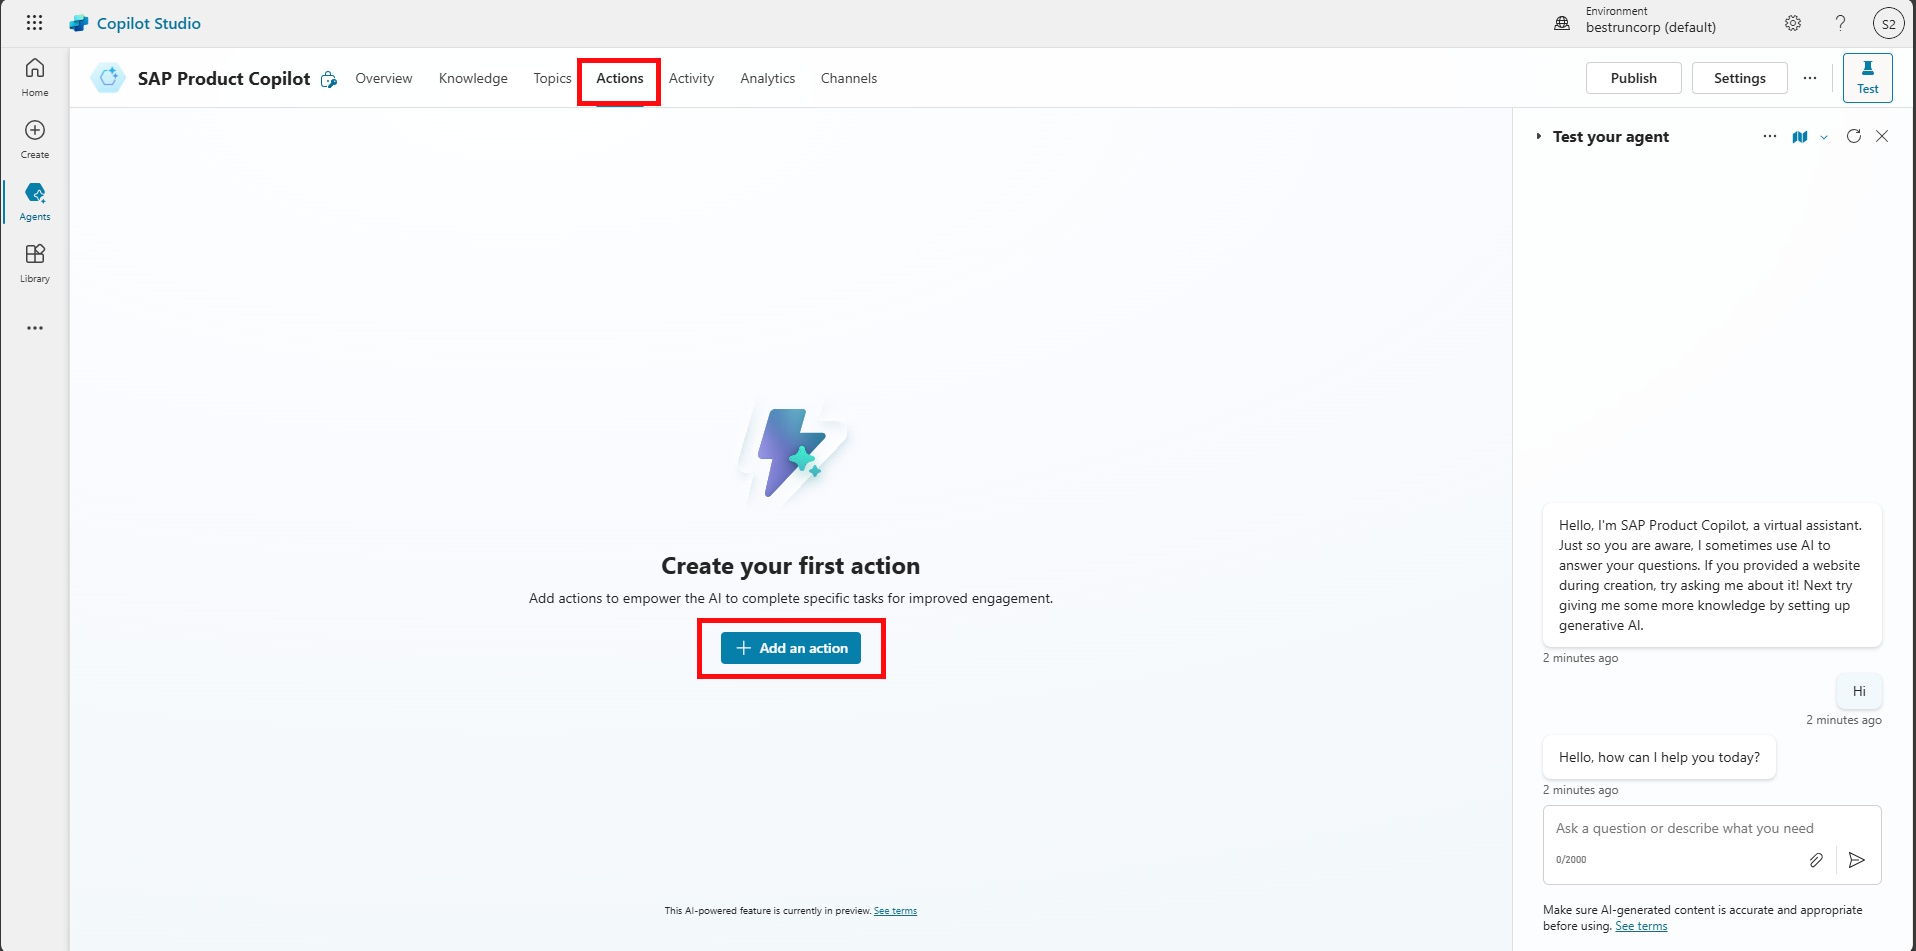 Copilot Studio
Environment
bestruncorp (default)
S2
Home
Create
Agents
Library
SAP Product Copilot
Overview
Knowledge
Topics
Actions
Activity
Analytics
Channels
Publish
Settings
Test
Create your first action
Add actions to empower the AI to complete specific tasks for improved engagement.
Add an action
This AI-powered feature is currently in preview. See terms
Test your agent
Hello, I'm SAP Product Copilot, a virtual assistant.
Just so you are aware, I sometimes use AI to
answer your questions. If you provided a website
during creation, try asking me about it! Next try
giving me some more knowledge by setting up
generative AI.
2 minutes ago
Hi
2 minutes ago
Hello, how can I help you today?
2 minutes ago
Ask a question or describe what you need
0/2000
Make sure AI-generated content is accurate and appropriate
before using. See terms